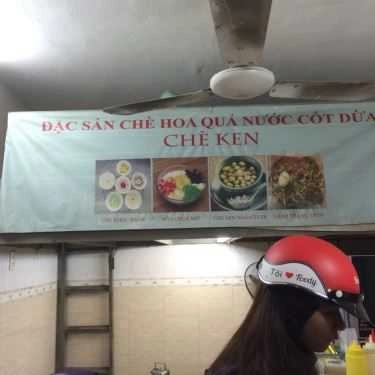 ĐẶC SẢN CHÈ HOA QUẢ NƯỚC CỐT DỪA
CHÈ KEN
Tôi ❤ Foody